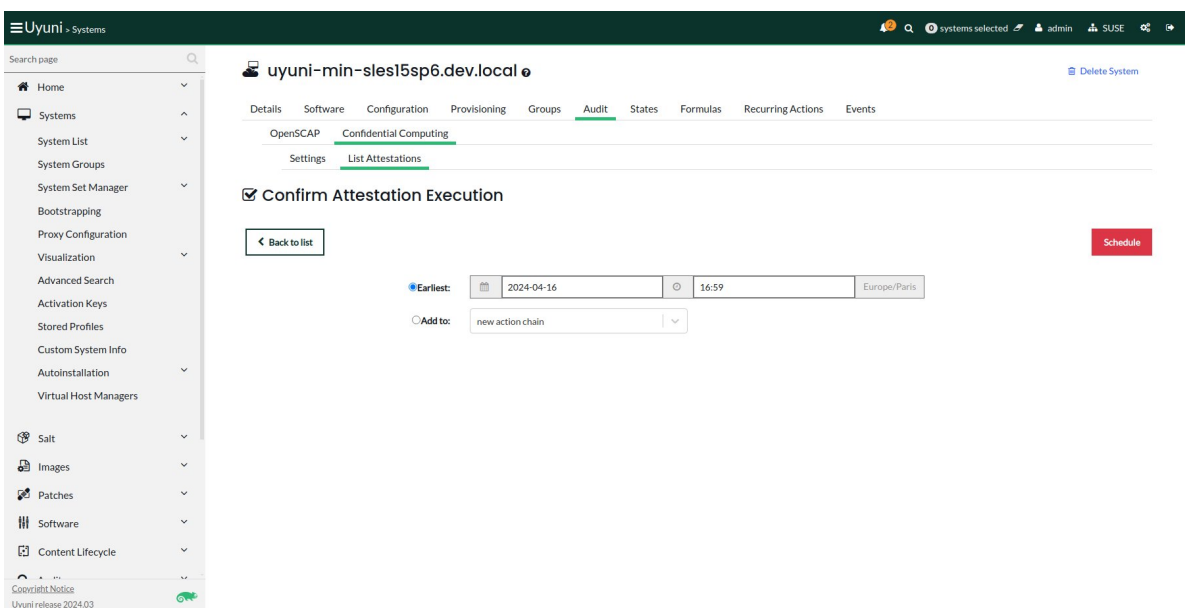 Uyuni > Systems
2 0 systems selected admin SUSE
Search page
Home
Systems
System List
System Groups
System Set Manager
Bootstrapping
Proxy Configuration
Visualization
Advanced Search
Activation Keys
Stored Profiles
Custom System Info
Autoinstallation
Virtual Host Managers
Salt
Images
Patches
Software
Content Lifecycle
Copyright Notice
Uyuni release 2024.03
uyuni-min-sles15sp6.dev.local
Delete System
Details Software Configuration Provisioning Groups Audit States Formulas Recurring Actions Events
OpenSCAP Confidential Computing
Settings List Attestations
Confirm Attestation Execution
Back to list
Schedule
Earliest: 2024-04-16 16:59 Europe/Paris
Add to: new action chain